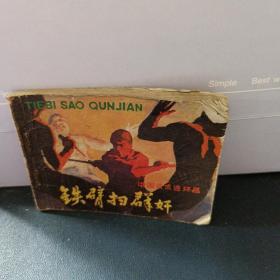 Simple
Best w
TIEBI SAO QUNJIAN
铁臂扫群奸